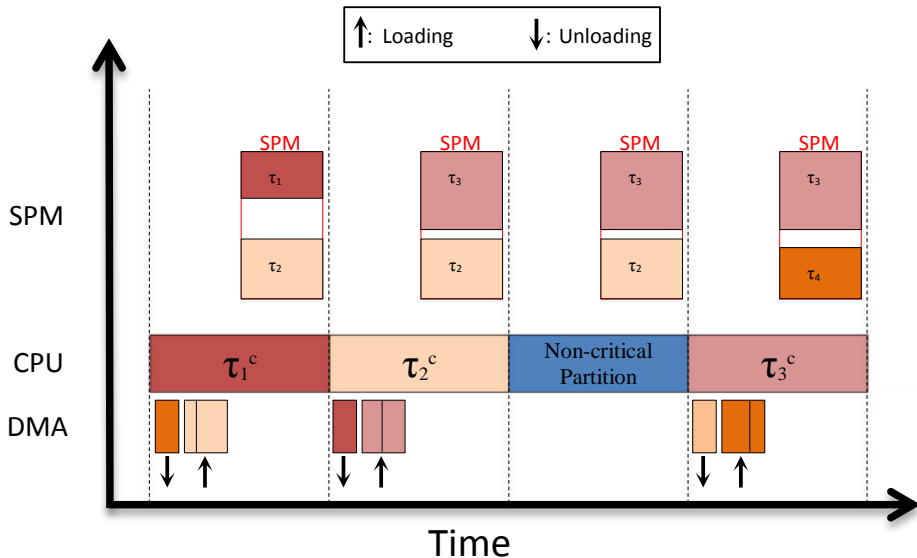 : Loading : Unloading
SPM SPM SPM SPM
τ₁ τ₃ τ₃ τ₃
SPM
τ₂ τ₂ τ₂ τ₄
CPU
τ₁ᶜ τ₂ᶜ Non-critical τ₃ᶜ
Partition
DMA
Time